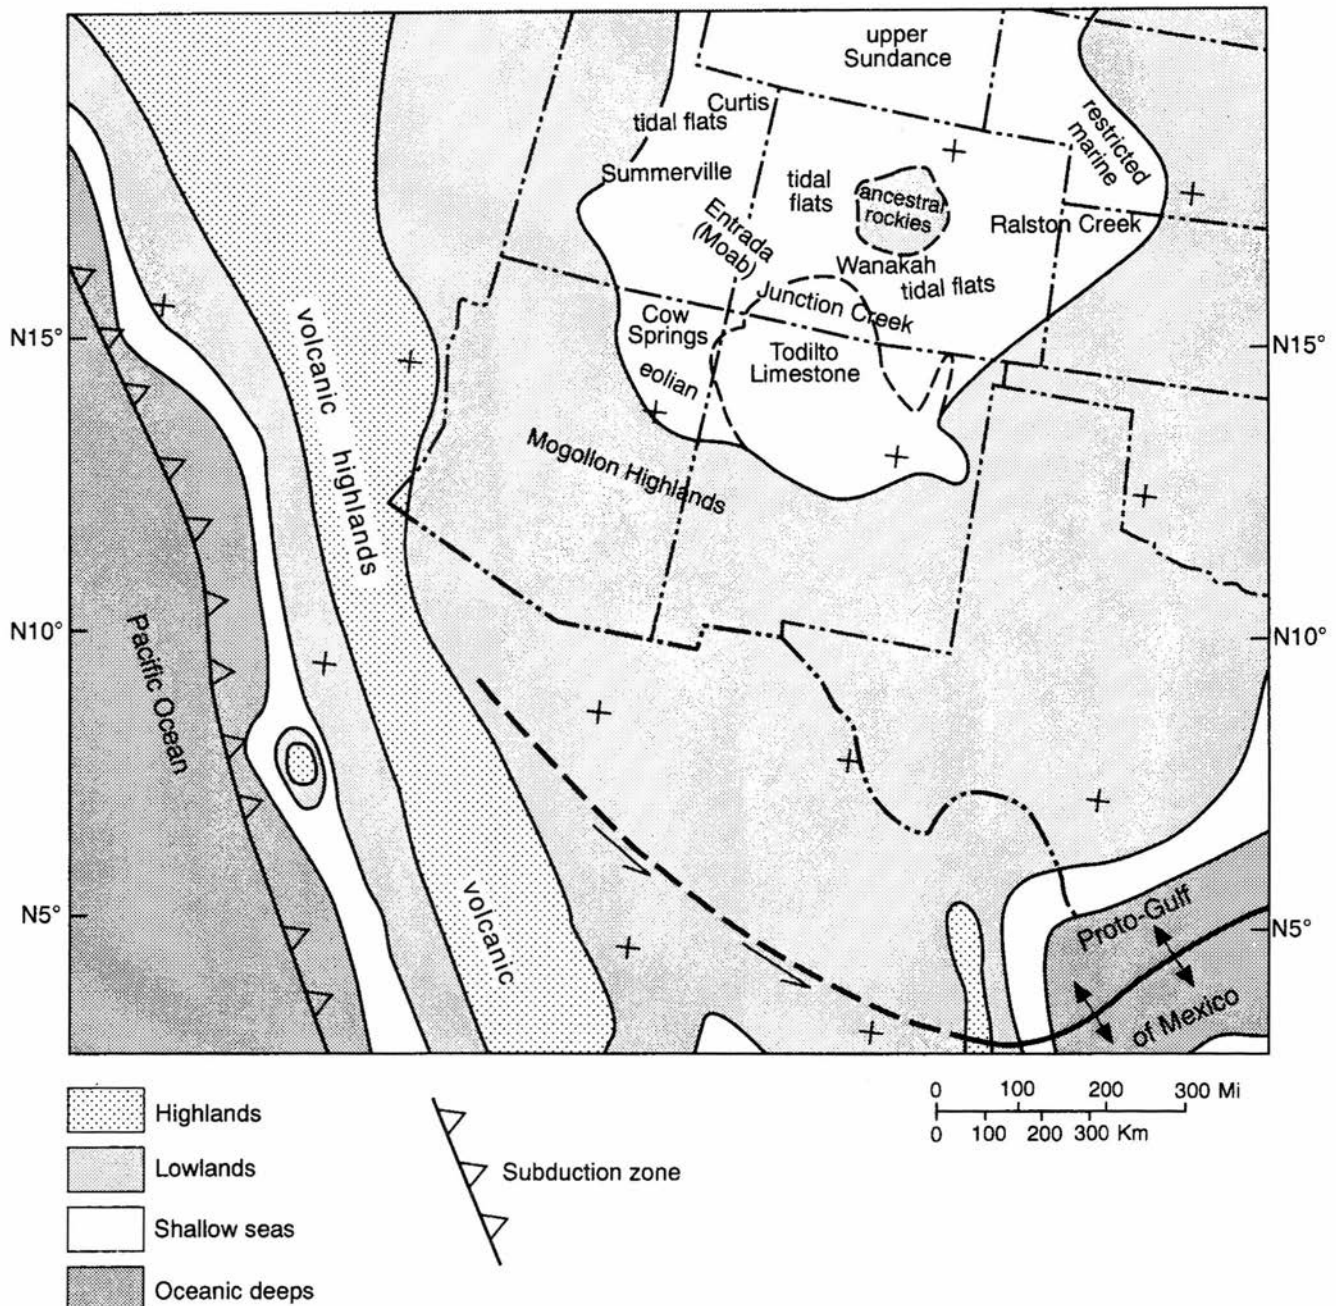 upper
Sundance
Curtis
tidal flats
restricted
marine
Summerville
tidal
flats
ancestral
rockies
Entrada
(Moab)
Ralston Creek
Wanakah
tidal flats
Junction Creek
Cow
Springs
Todilto
Limestone
eolian
volcanic highlands
Mogollon Highlands
N15°
N15°
N10°
N10°
Pacific Ocean
volcanic
N5°
N5°
Proto-Gulf
of Mexico
Highlands
Lowlands
Shallow seas
Oceanic deeps
Subduction zone
0 100 200 300 Mi
0 100 200 300 Km